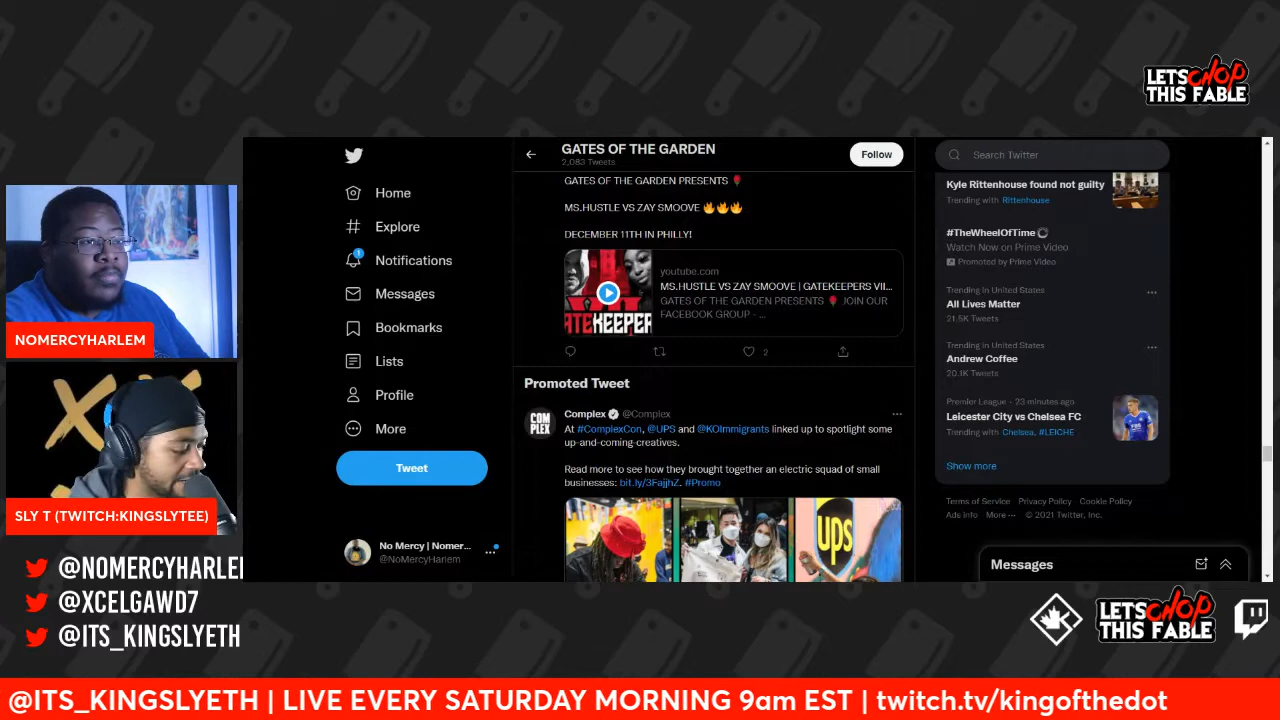 LETS CHOP
THIS FABLE
GATES OF THE GARDEN
2,083 Tweets
Follow
Search Twitter
Home
Explore
1
Notifications
Messages
Bookmarks
Lists
Profile
More
Tweet
No Mercy | Nomer...
@NoMercyHarlem
GATES OF THE GARDEN PRESENTS 🌹
MS.HUSTLE VS ZAY SMOOVE 🔥🔥🔥
DECEMBER 11TH IN PHILLY!
ATEKEEPER
youtube.com
MS.HUSTLE VS ZAY SMOOVE | GATEKEEPERS VII...
GATES OF THE GARDEN PRESENTS 🌹 JOIN OUR
FACEBOOK GROUP - ...
2
Promoted Tweet
COM
PLEX
Complex @Complex
At #ComplexCon, @UPS and @KOImmigrants linked up to spotlight some
up-and-coming-creatives.
Read more to see how they brought together an electric squad of small
businesses: bit.ly/3FajjhZ. #Promo
ups
Kyle Rittenhouse found not guilty
Trending with Rittenhouse
#TheWheelOfTime
Watch Now on Prime Video
Promoted by Prime Video
Trending in United States
All Lives Matter
21.5K Tweets
Trending in United States
Andrew Coffee
20.1K Tweets
Premier League · 23 minutes ago
Leicester City vs Chelsea FC
Trending with Chelsea, #LEICHE
Show more
Terms of Service Privacy Policy Cookie Policy
Ads info More ··· © 2021 Twitter, Inc.
Messages
NOMERCYHARLEM
SLY T (TWITCH:KINGSLYTEE)
@NOMERCYHARLE
@XCELGAWD7
@ITS_KINGSLYETH
LETS CHOP
THIS FABLE
@ITS_KINGSLYETH | LIVE EVERY SATURDAY MORNING 9am EST | twitch.tv/kingofthedot